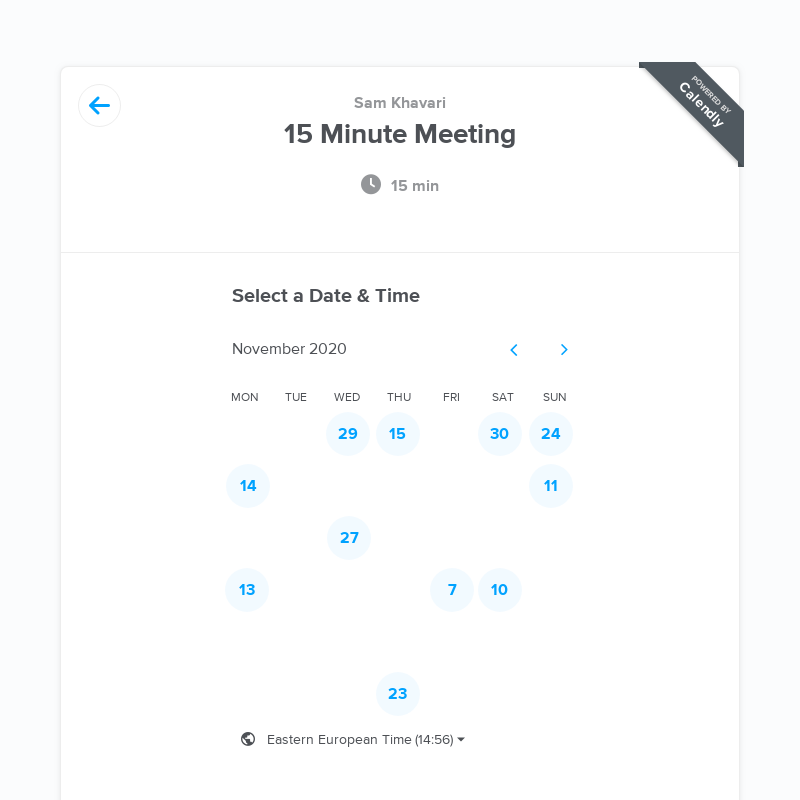 POWERED BY
Calendly
Sam Khavari
15 Minute Meeting
15 min
Select a Date & Time
November 2020
MON TUE WED THU FRI SAT SUN
29 15 30 24
14 11
27
13 7 10
23
Eastern European Time (14:56)